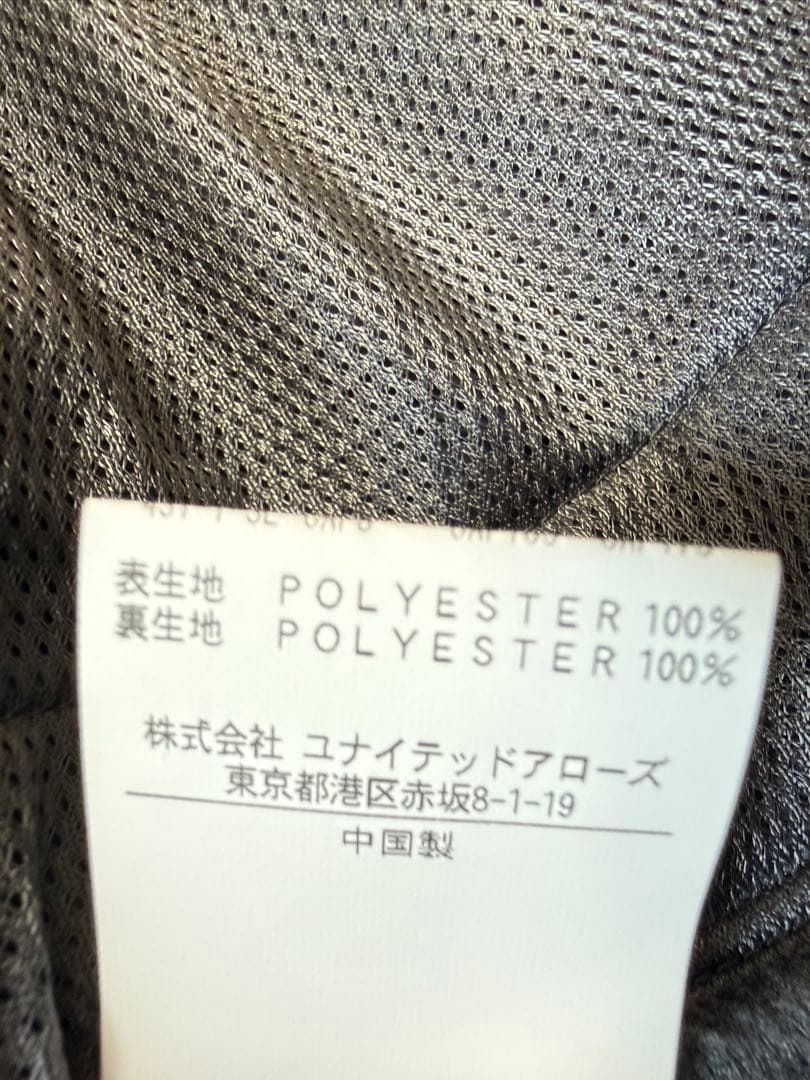 表生地 POLYESTER 100%
裏生地 POLYESTER 100%
株式会社 ユナイテッドアローズ
東京都港区赤坂8-1-19
中国製